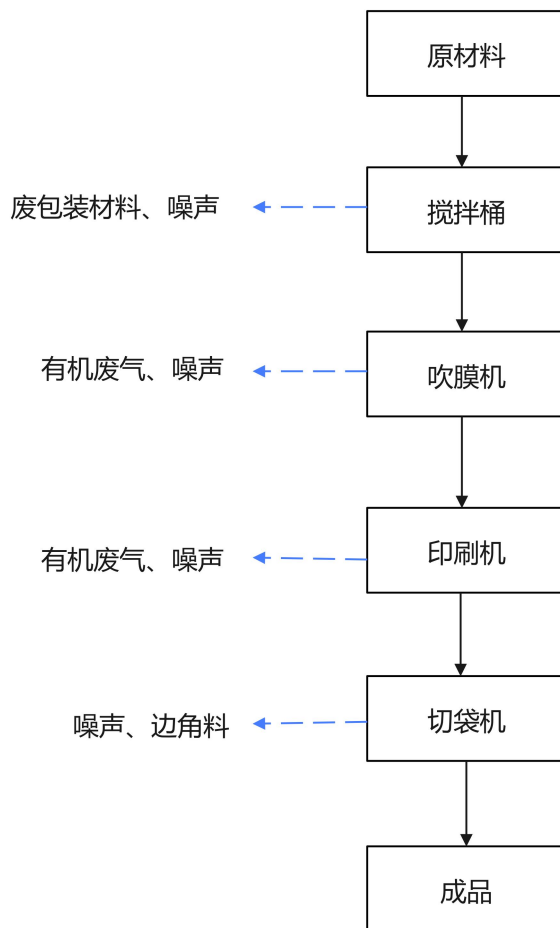 原材料
废包装材料、噪声
搅拌桶
有机废气、噪声
吹膜机
有机废气、噪声
印刷机
噪声、边角料
切袋机
成品